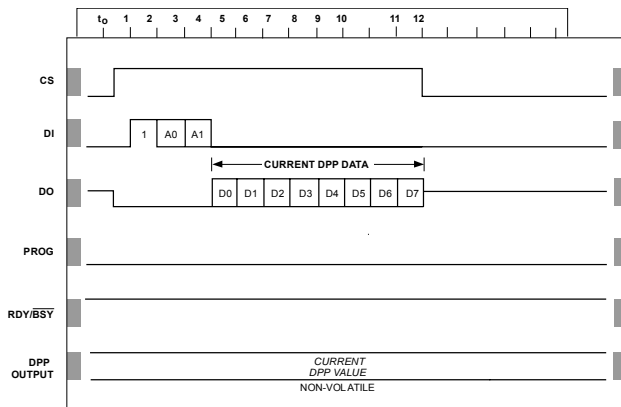 to 1 2 3 4 5 6 7 8 9 10 11 12
CS
DI 1 A0 A1
CURRENT DPP DATA
DO D0 D1 D2 D3 D4 D5 D6 D7
PROG
RDY/BSY
DPP
OUTPUT
CURRENT
DPP VALUE
NON-VOLATILE